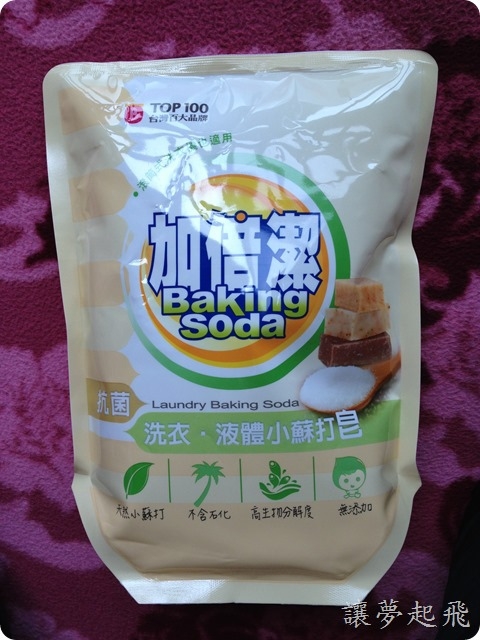 TOP 100
台灣百大品牌
適用
加倍潔
Baking
Soda
Laundry Baking Soda
抗菌
洗衣・液體小蘇打皂
天然小蘇打
不含石化
高生物分解度
無添加
讓夢起飛